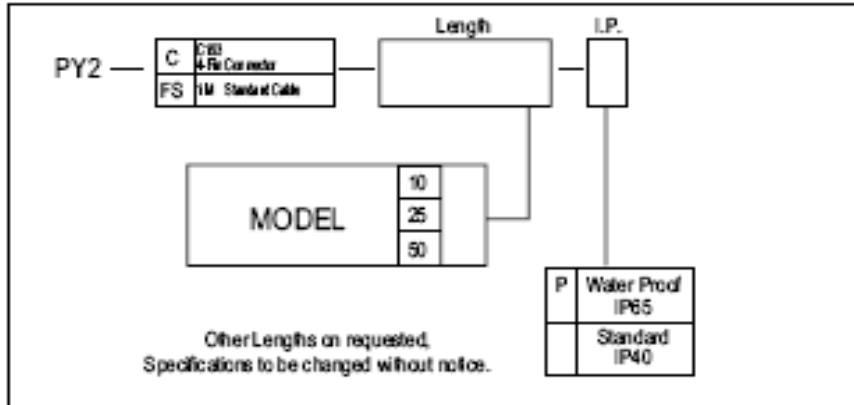 Length
I.P.
PY2
C
4-Pin Connector
FS
1M Standard Cable
MODEL
10
25
50
P
Water Proof
IP65
Standard
IP40
Other Lengths on requested,
Specifications to be changed without notice.